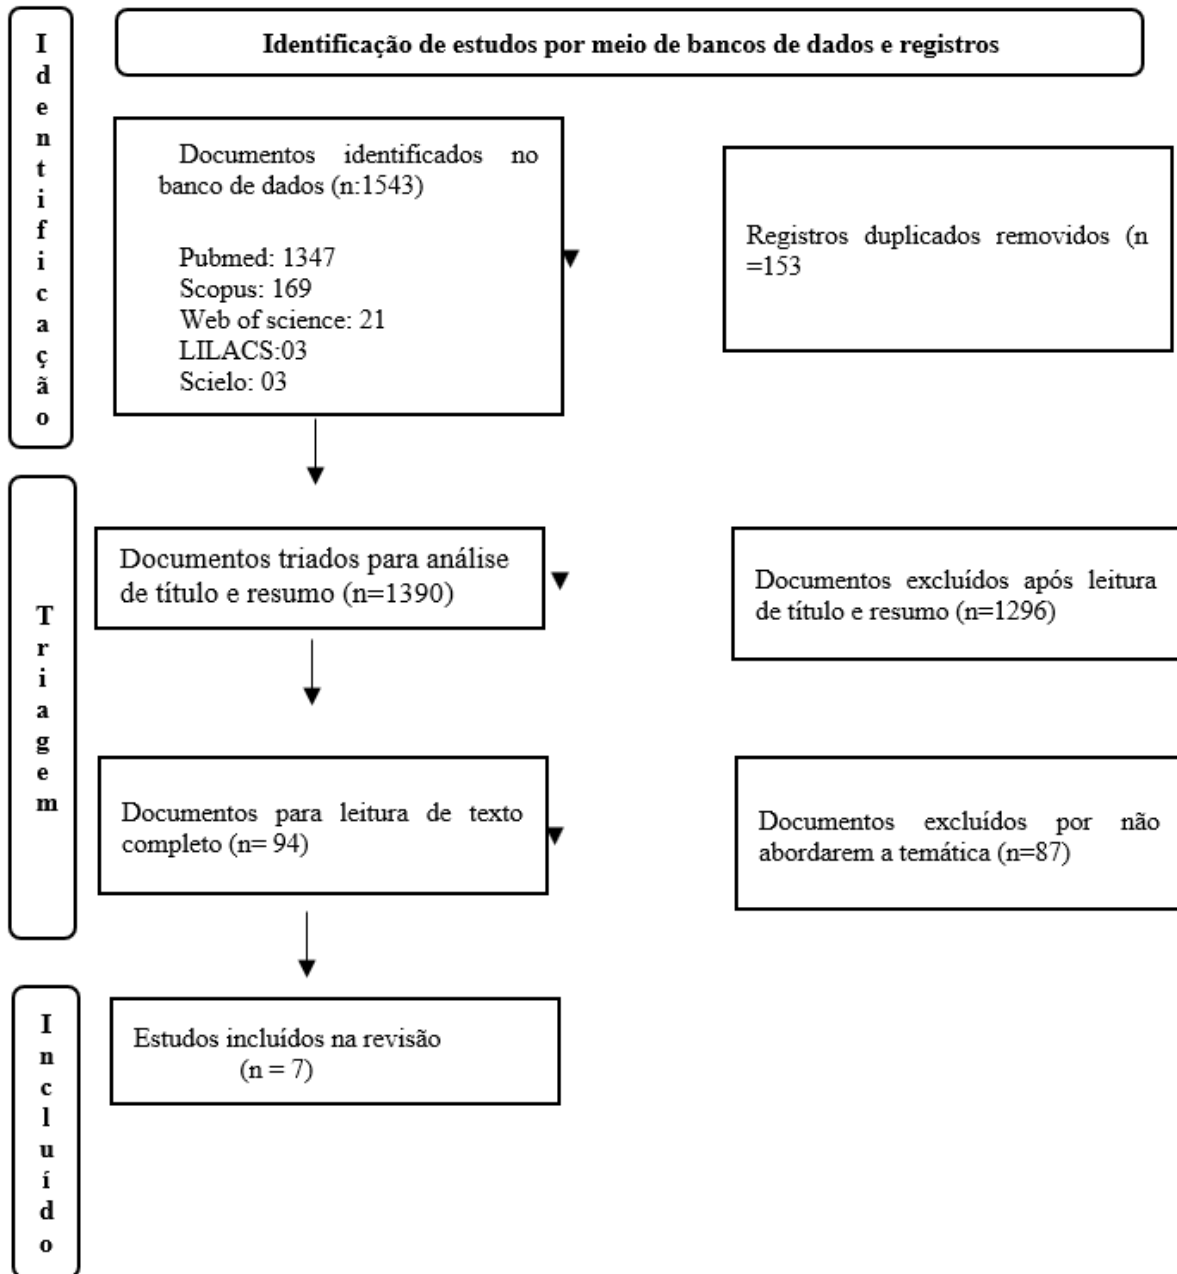 Identificação
Identificação de estudos por meio de bancos de dados e registros
Documentos identificados no
banco de dados (n:1543)
Pubmed: 1347
Scopus: 169
Web of science: 21
LILACS:03
Scielo: 03
Registros duplicados removidos (n
=153
Triagem
Documentos triados para análise
de título e resumo (n=1390)
Documentos excluídos após leitura
de título e resumo (n=1296)
Documentos para leitura de texto
completo (n= 94)
Documentos excluídos por não
abordarem a temática (n=87)
Incluído
Estudos incluídos na revisão
(n = 7)